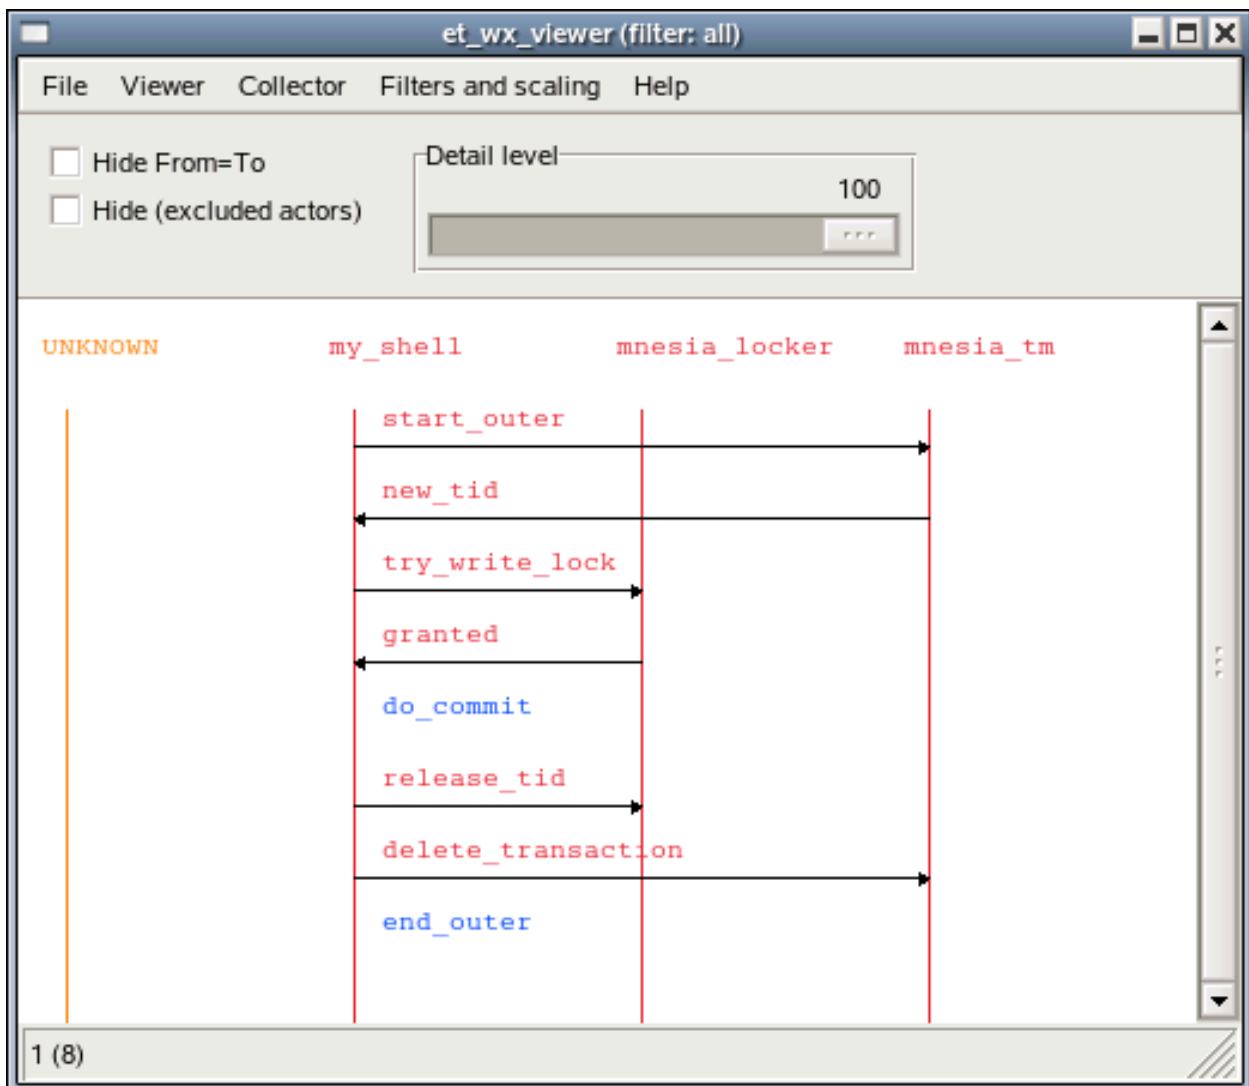 et_wx_viewer (filter: all)
File Viewer Collector Filters and scaling Help
Hide From=To
Hide (excluded actors)
Detail level
100
UNKNOWN my_shell mnesia_locker mnesia_tm
start_outer
new_tid
try_write_lock
granted
do_commit
release_tid
delete_transaction
end_outer
1 (8)